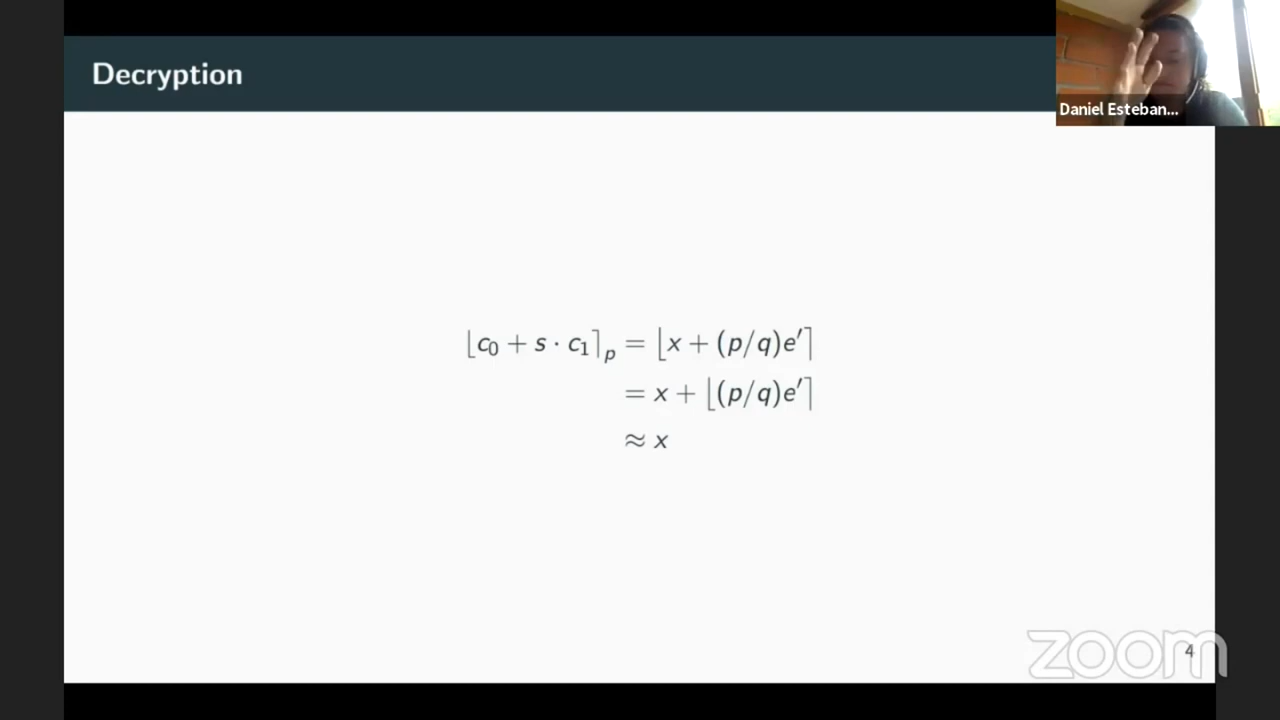 Decryption
Daniel Esteban...
⌊c₀ + s · c₁⌉ₚ = ⌊x + (p/q)e′⌉
= x + ⌊(p/q)e′⌉
≈ x
zoom
4